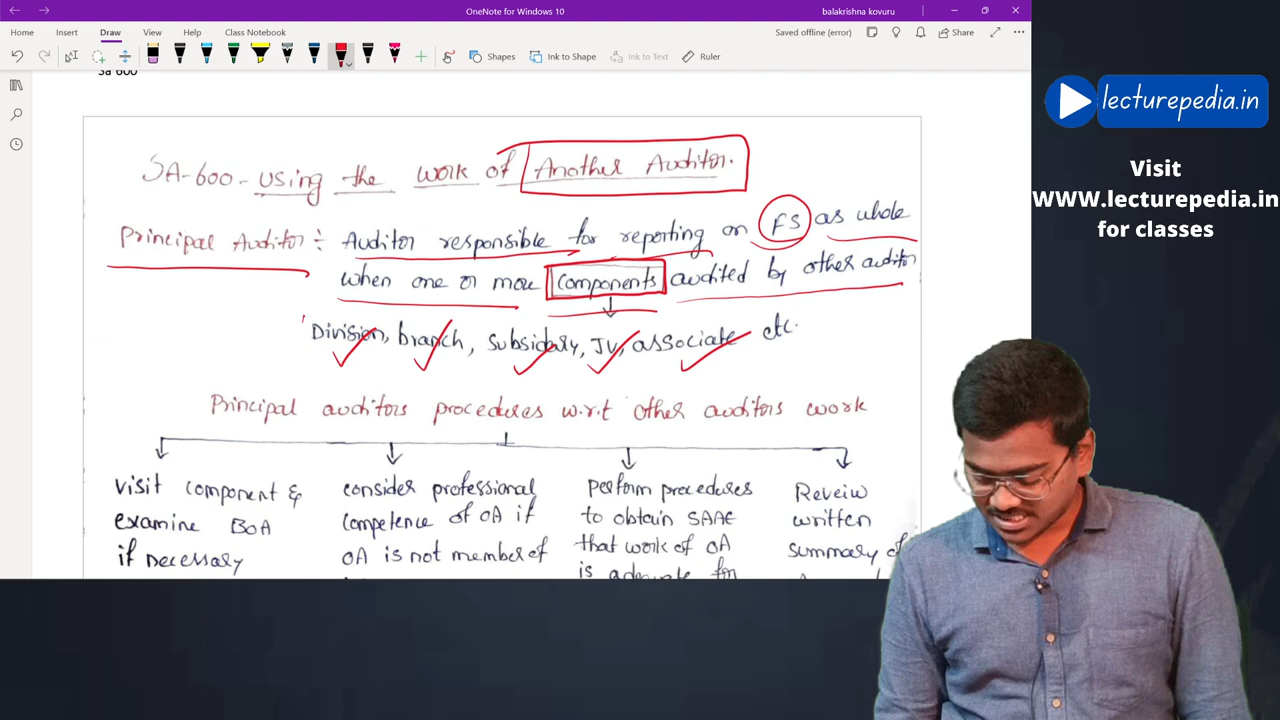 OneNote for Windows 10
balakrishna kovuru
Home Insert Draw View Help Class Notebook
Saved offline (error) Share
Shapes Ink to Shape Ink to Text Ruler
Sa 600
SA-600- Using the work of Another Auditor.
Principal Auditor ÷ Auditor responsible for reporting on FS as whole
when one or more components audited by other auditor
Division, branch, subsidary, JV, associate etc.
Principal auditors procedures w.r.t other auditors work
visit component &
examine BoA
if necessary
consider professional
competence of OA if
OA is not member of
perform procedures
to obtain SAAE
that work of OA
is adequate for
Reveiw
written
summary of
lecturepedia.in
Visit
WWW.lecturepedia.in
for classes